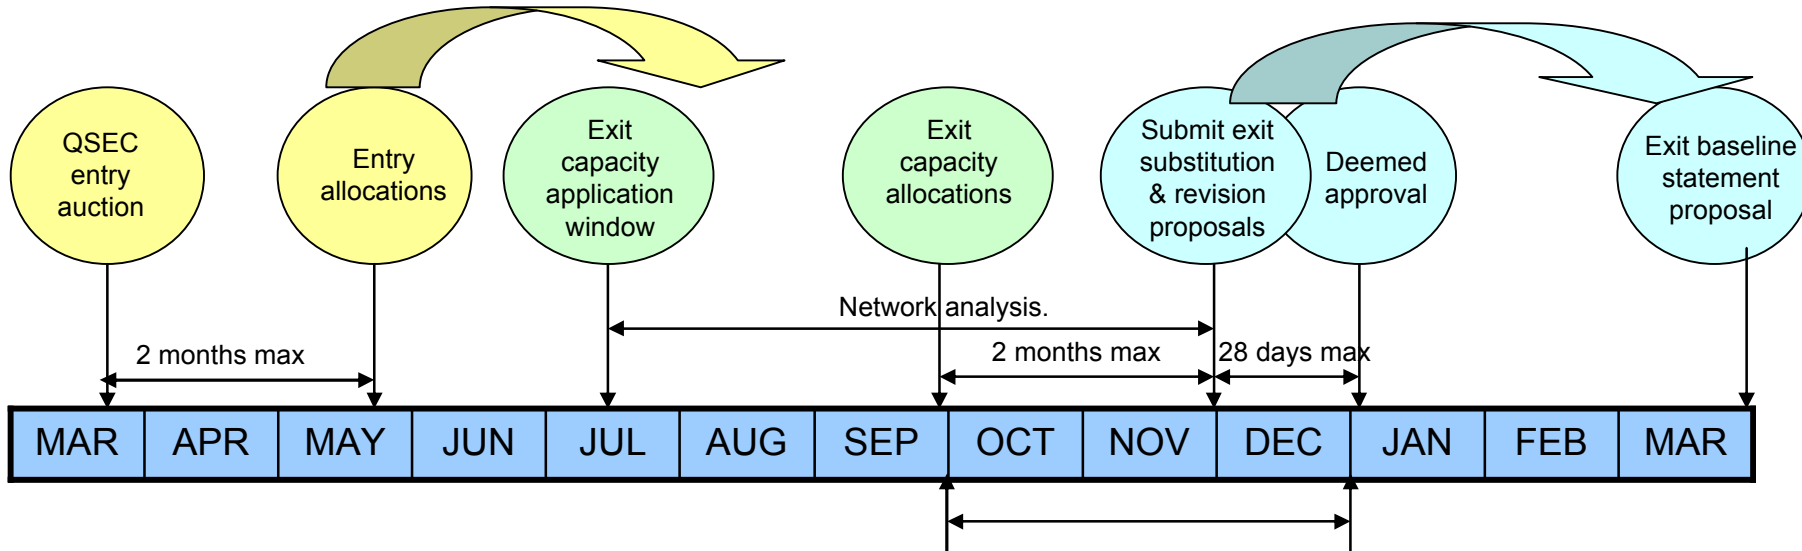 QSEC
entry
auction
Entry
allocations
Exit
capacity
application
window
Exit
capacity
allocations
Submit exit
substitution
& revision
proposals
Deemed
approval
Exit baseline
statement
proposal
Network analysis.
2 months max
2 months max
28 days max
MAR APR MAY JUN JUL AUG SEP OCT NOV DEC JAN FEB MAR